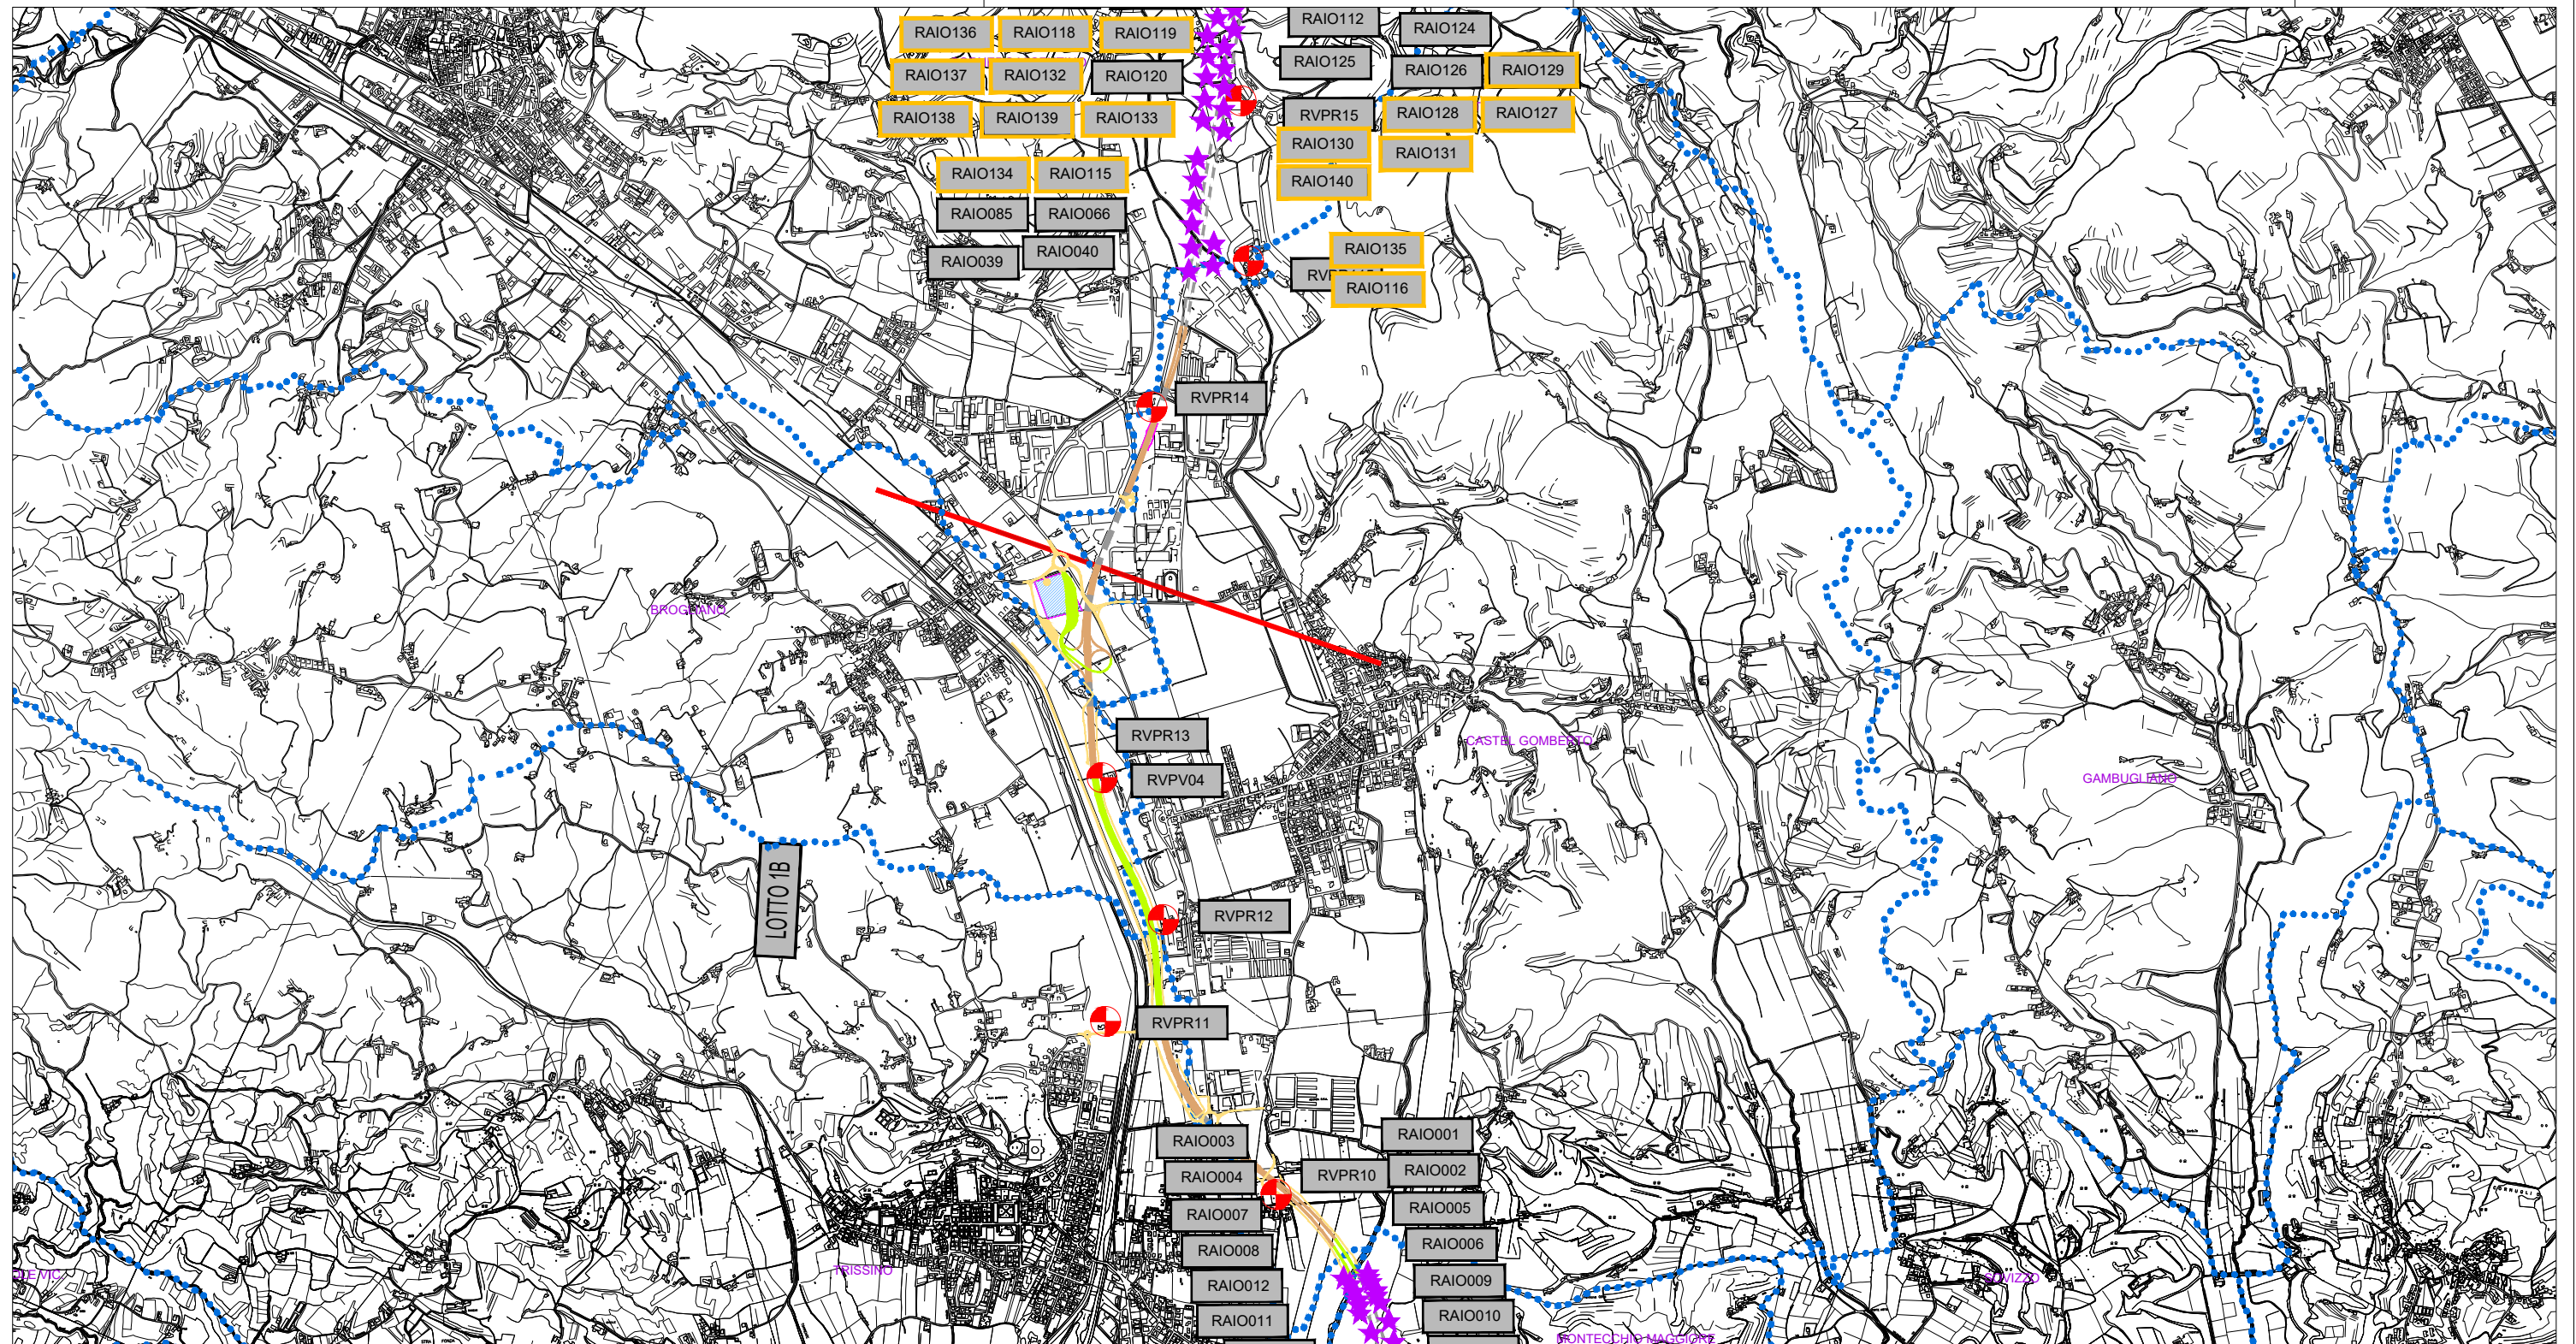 RAIO136 RAIO118 RAIO119 RAIO112 RAIO124
RAIO137 RAIO132 RAIO120 RAIO125 RAIO126 RAIO129
RAIO138 RAIO139 RAIO133 RVPR15 RAIO128 RAIO127
RAIO130 RAIO131
RAIO134 RAIO115 RAIO140
RAIO085 RAIO066
RAIO039 RAIO040 RAIO135
RAIO116
RVPR14
BROGLIANO
RVPR13
CASTEL GOMBERTO
RVPV04
GAMBUGLIANO
LOTTO 1B
RVPR12
RVPR11
RAIO003 RAIO001
RAIO004 RVPR10 RAIO002
RAIO007 RAIO005
RAIO008 RAIO006
TRISSINO
RAIO012 RAIO009
RAIO011 RAIO010
MONTECCHIO MAGGIORE